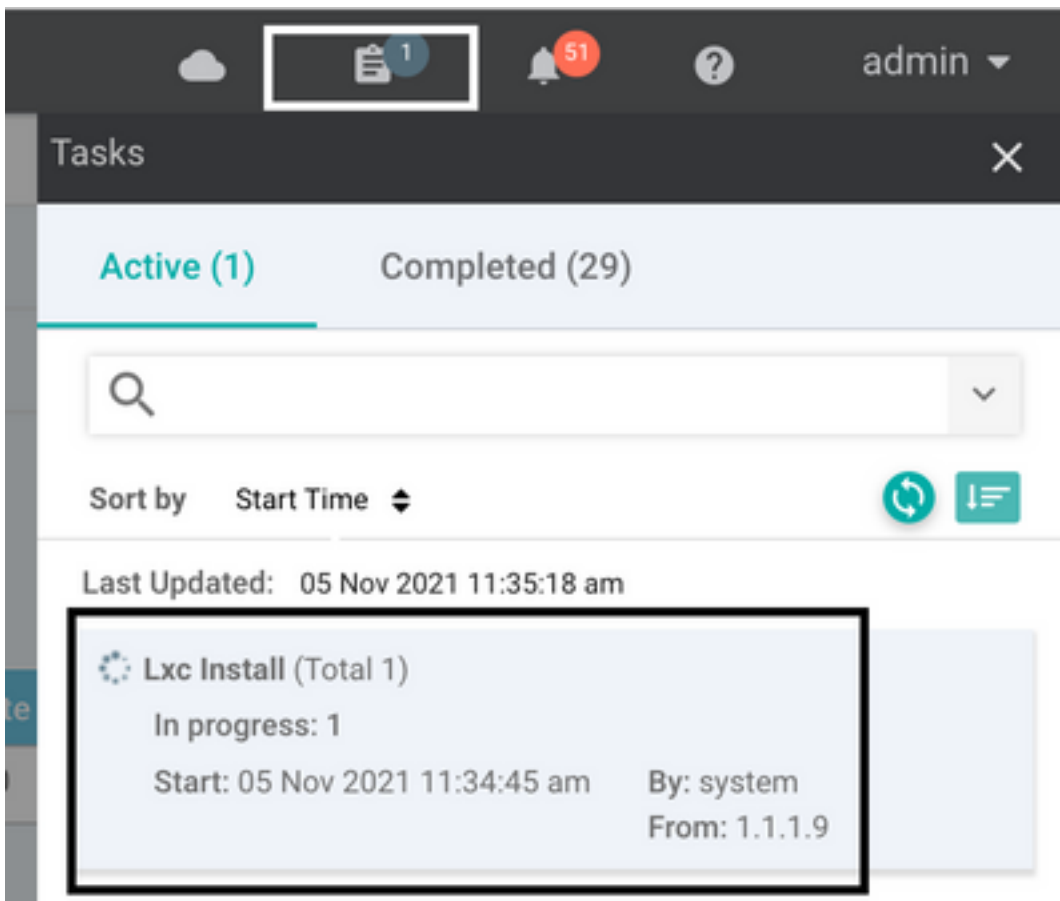 1 51 admin
Tasks
Active (1) Completed (29)
Sort by Start Time
Last Updated: 05 Nov 2021 11:35:18 am
Lxc Install (Total 1)
In progress: 1
te
Start: 05 Nov 2021 11:34:45 am By: system
From: 1.1.1.9